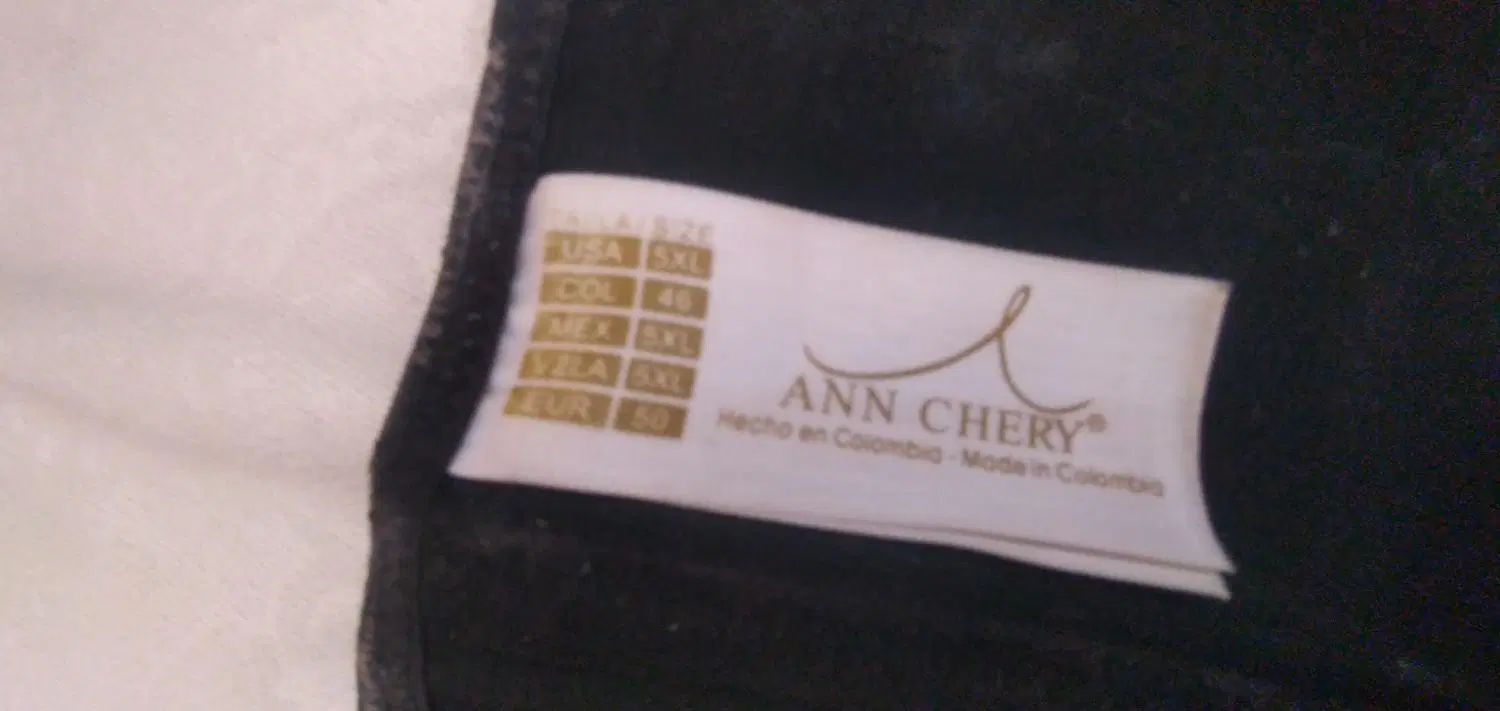 TALLA SIZE
USA 5XL
COL 46
MEX 5XL
VZLA 5XL
EUR 50
ANN CHERY®
Hecho en Colombia - Made in Colombia